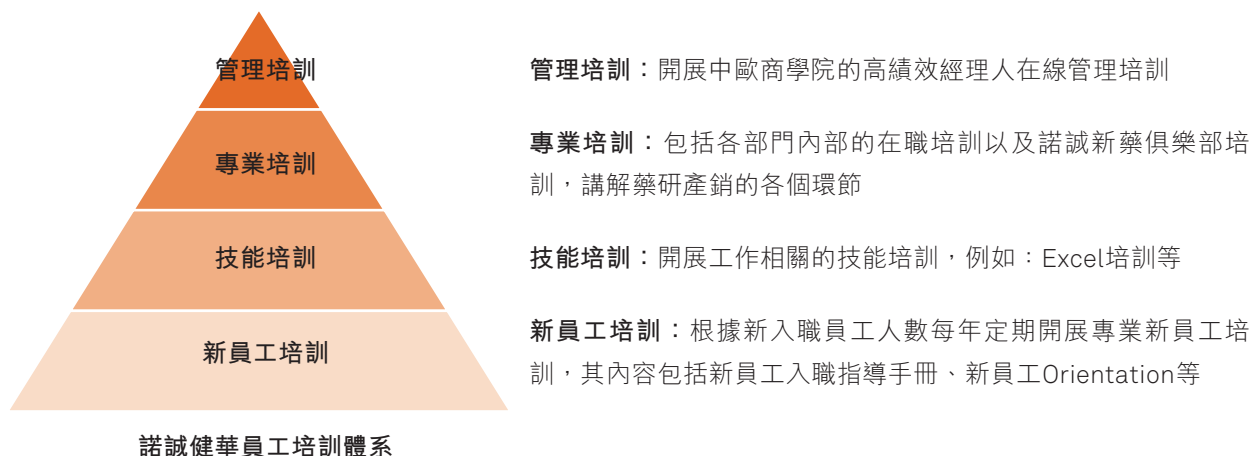 管理培訓
管理培訓：開展中歐商學院的高績效經理人在線管理培訓
專業培訓
專業培訓：包括各部門內部的在職培訓以及諾誠新藥俱樂部培
訓，講解藥研產銷的各個環節
技能培訓
技能培訓：開展工作相關的技能培訓，例如：Excel培訓等
新員工培訓
新員工培訓：根據新入職員工人數每年定期開展專業新員工培
訓，其內容包括新員工入職指導手冊、新員工Orientation等
諾誠健華員工培訓體系